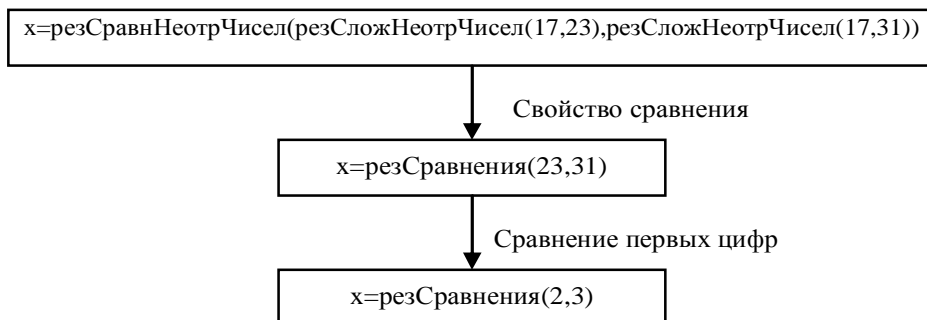 x=резСравнНеотрЧисел(резСложНеотрЧисел(17,23),резСложНеотрЧисел(17,31))
Свойство сравнения
x=резСравнения(23,31)
Сравнение первых цифр
x=резСравнения(2,3)